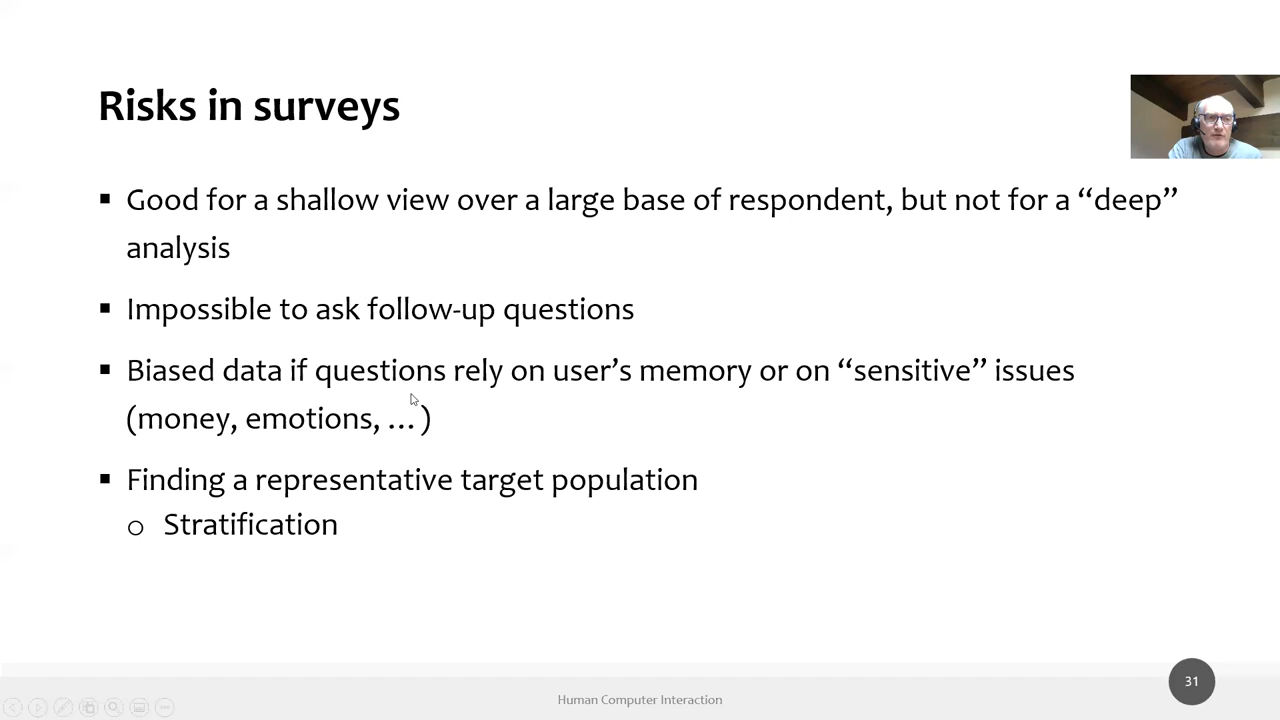 Risks in surveys
▪ Good for a shallow view over a large base of respondent, but not for a “deep”
analysis
▪ Impossible to ask follow-up questions
▪ Biased data if questions rely on user’s memory or on “sensitive” issues
(money, emotions, …)
▪ Finding a representative target population
o Stratification
Human Computer Interaction
31